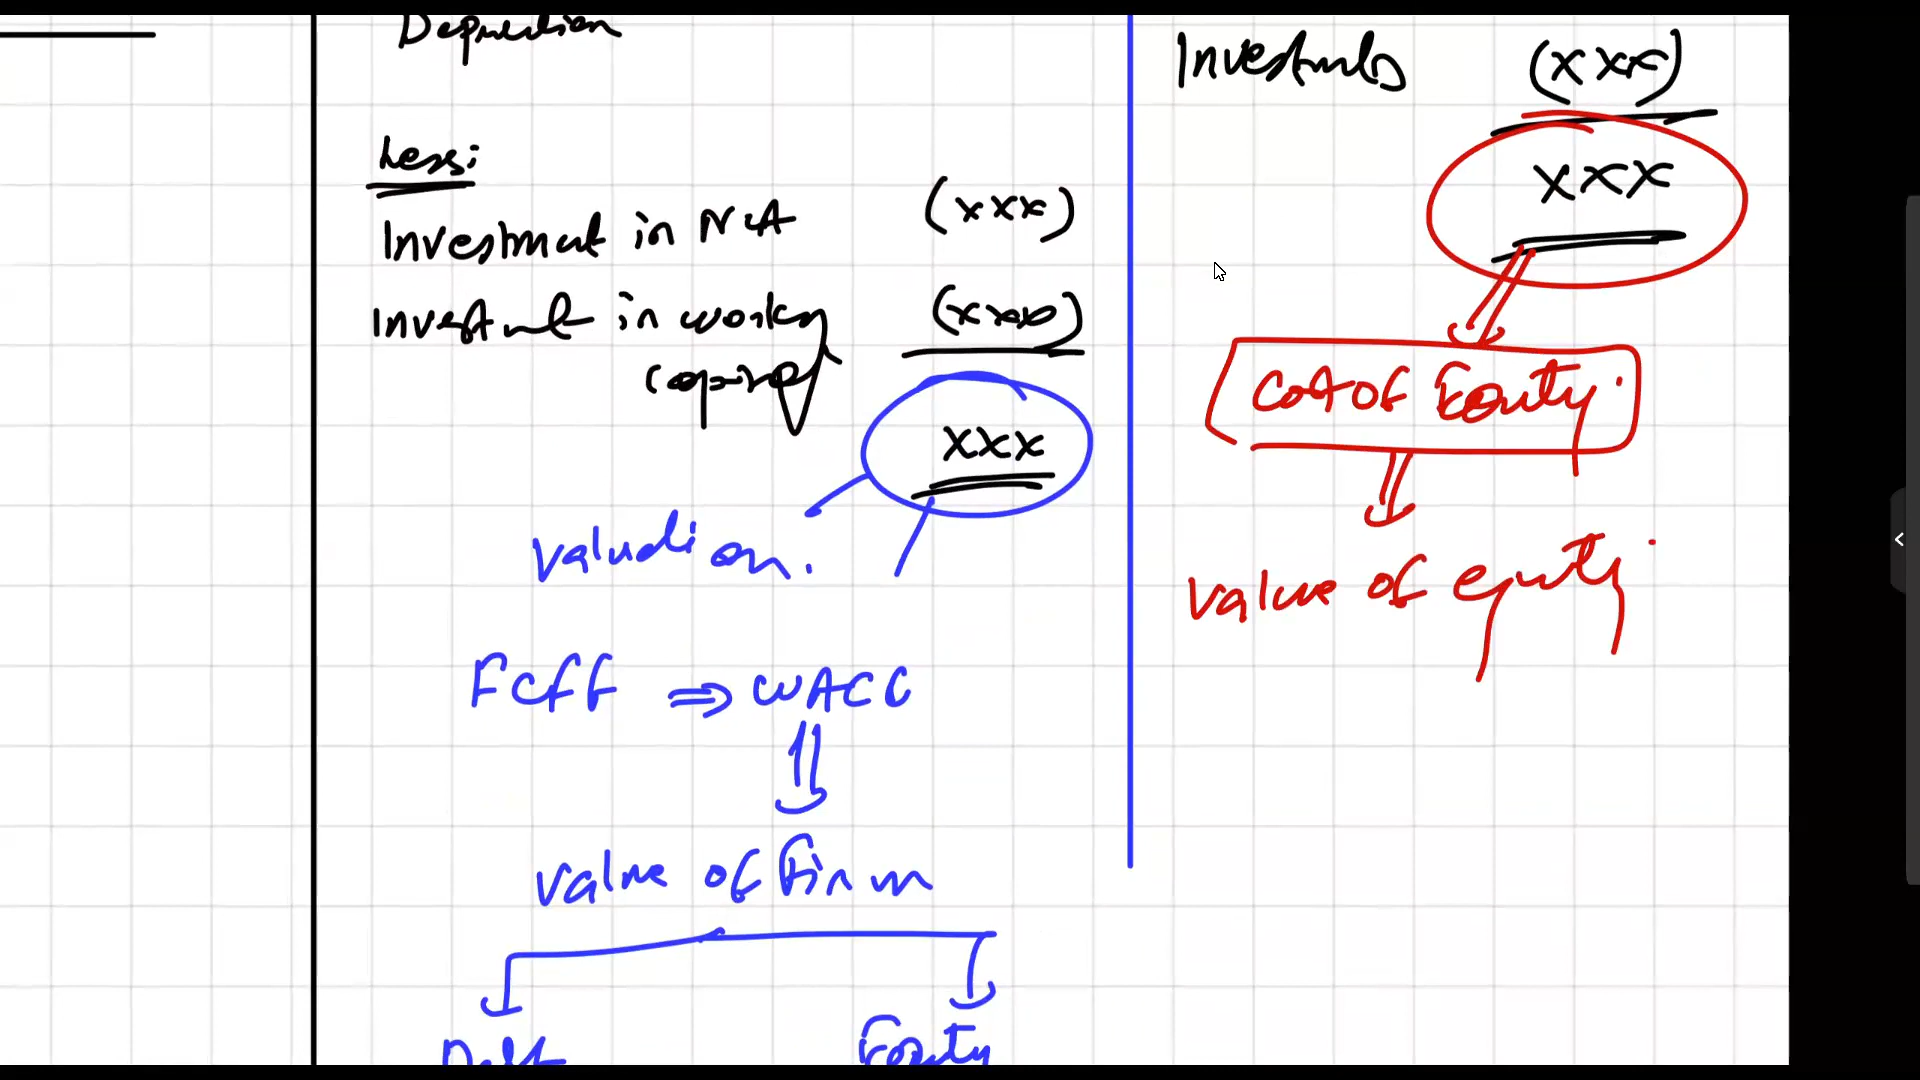 Depreciation
Less:
Investment in NCA (xxx)
Investment in working (xxx)
capital
xxx
Valuation.
FCFF ⇒ WACC
Value of Firm
Debt Equity
Investments (xxx)
xxx
Cost of Equity.
Value of equity